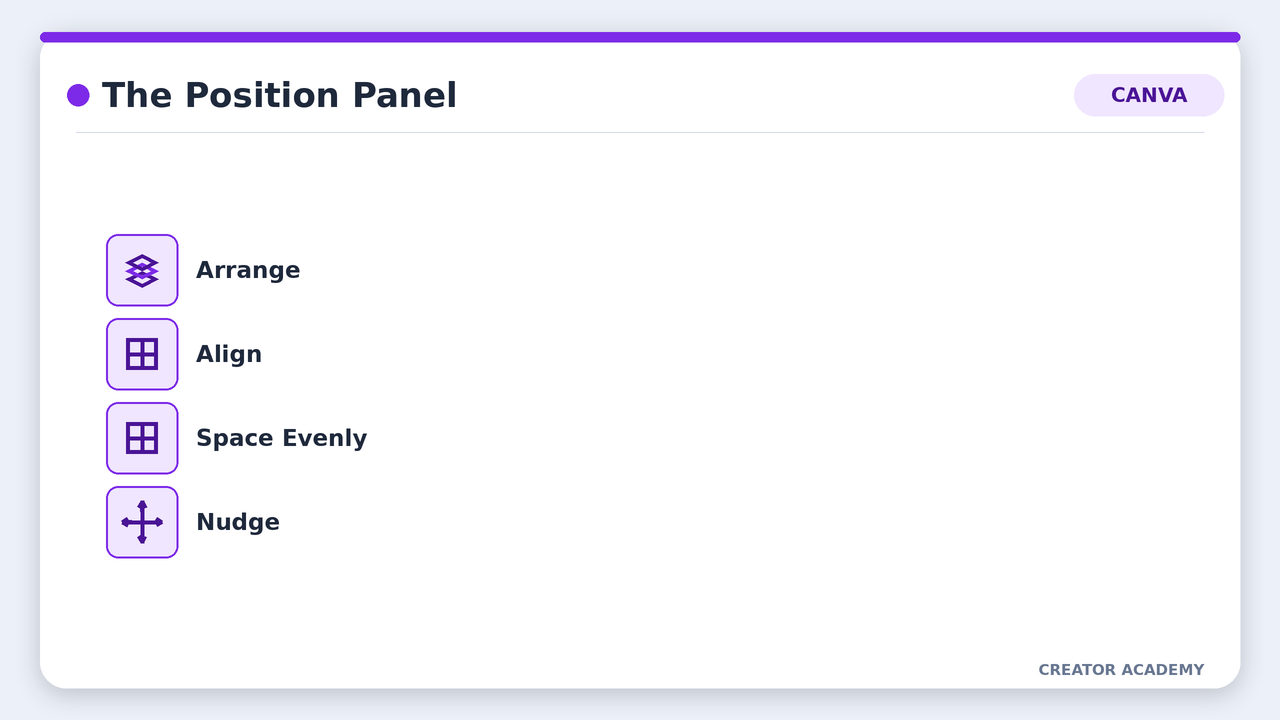 The Position Panel
CANVA
Arrange
Align
Space Evenly
Nudge
CREATOR ACADEMY